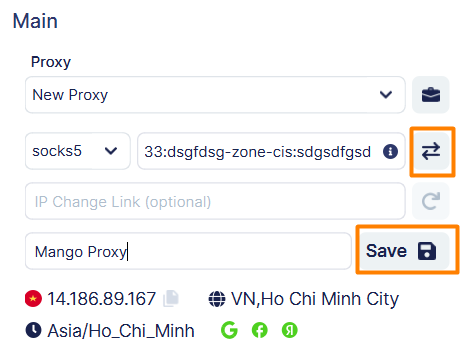 Main
Proxy
New Proxy
socks5 33:dsgfdsg-zone-cis:sdgsdfgsd
IP Change Link (optional)
Mango Proxy Save
14.186.89.167 VN,Ho Chi Minh City
Asia/Ho_Chi_Minh